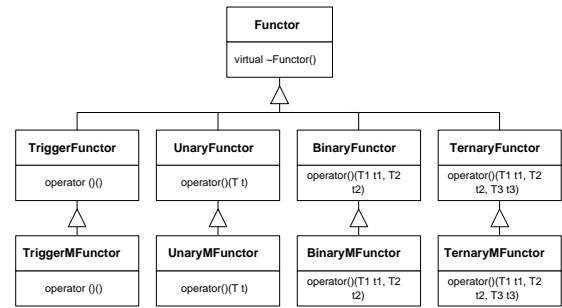 Functor
virtual ~Functor()
TriggerFunctor
operator ()()
UnaryFunctor
operator()(T t)
BinaryFunctor
operator()(T1 t1, T2
t2)
TernaryFunctor
operator()(T1 t1, T2
t2, T3 t3)
TriggerMFunctor
operator ()()
UnaryMFunctor
operator()(T t)
BinaryMFunctor
operator()(T1 t1, T2
t2)
TernaryMFunctor
operator()(T1 t1, T2
t2, T3 t3)